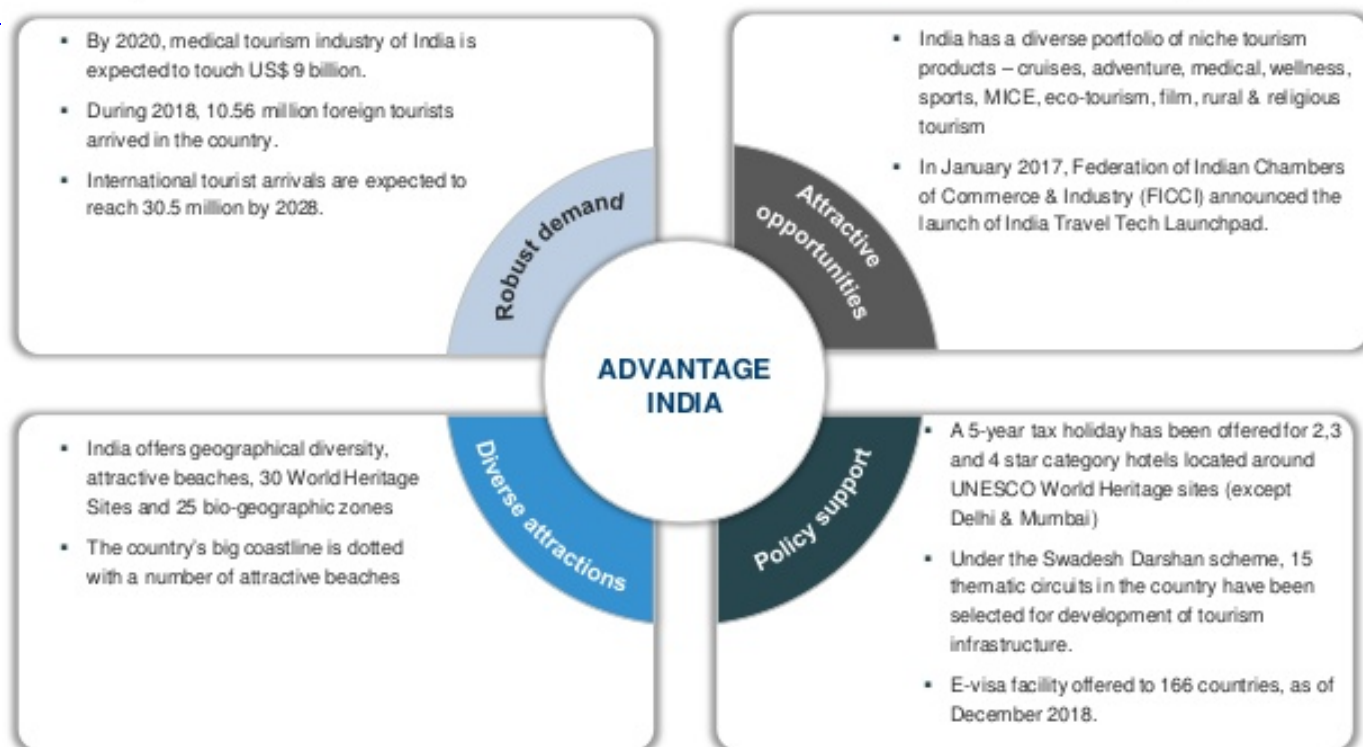 ▪ By 2020, medical tourism industry of India is
expected to touch US$ 9 billion.
▪ During 2018, 10.56 million foreign tourists
arrived in the country.
▪ International tourist arrivals are expected to
reach 30.5 million by 2028.
Robust demand
▪ India has a diverse portfolio of niche tourism
products – cruises, adventure, medical, wellness,
sports, MICE, eco-tourism, film, rural & religious
tourism
▪ In January 2017, Federation of Indian Chambers
of Commerce & Industry (FICCI) announced the
launch of India Travel Tech Launchpad.
Attractive
opportunities
ADVANTAGE
INDIA
▪ India offers geographical diversity,
attractive beaches, 30 World Heritage
Sites and 25 bio-geographic zones
▪ The country's big coastline is dotted
with a number of attractive beaches
Diverse attractions
▪ A 5-year tax holiday has been offered for 2,3
and 4 star category hotels located around
UNESCO World Heritage sites (except
Delhi & Mumbai)
▪ Under the Swadesh Darshan scheme, 15
thematic circuits in the country have been
selected for development of tourism
infrastructure.
▪ E-visa facility offered to 166 countries, as of
December 2018.
Policy support